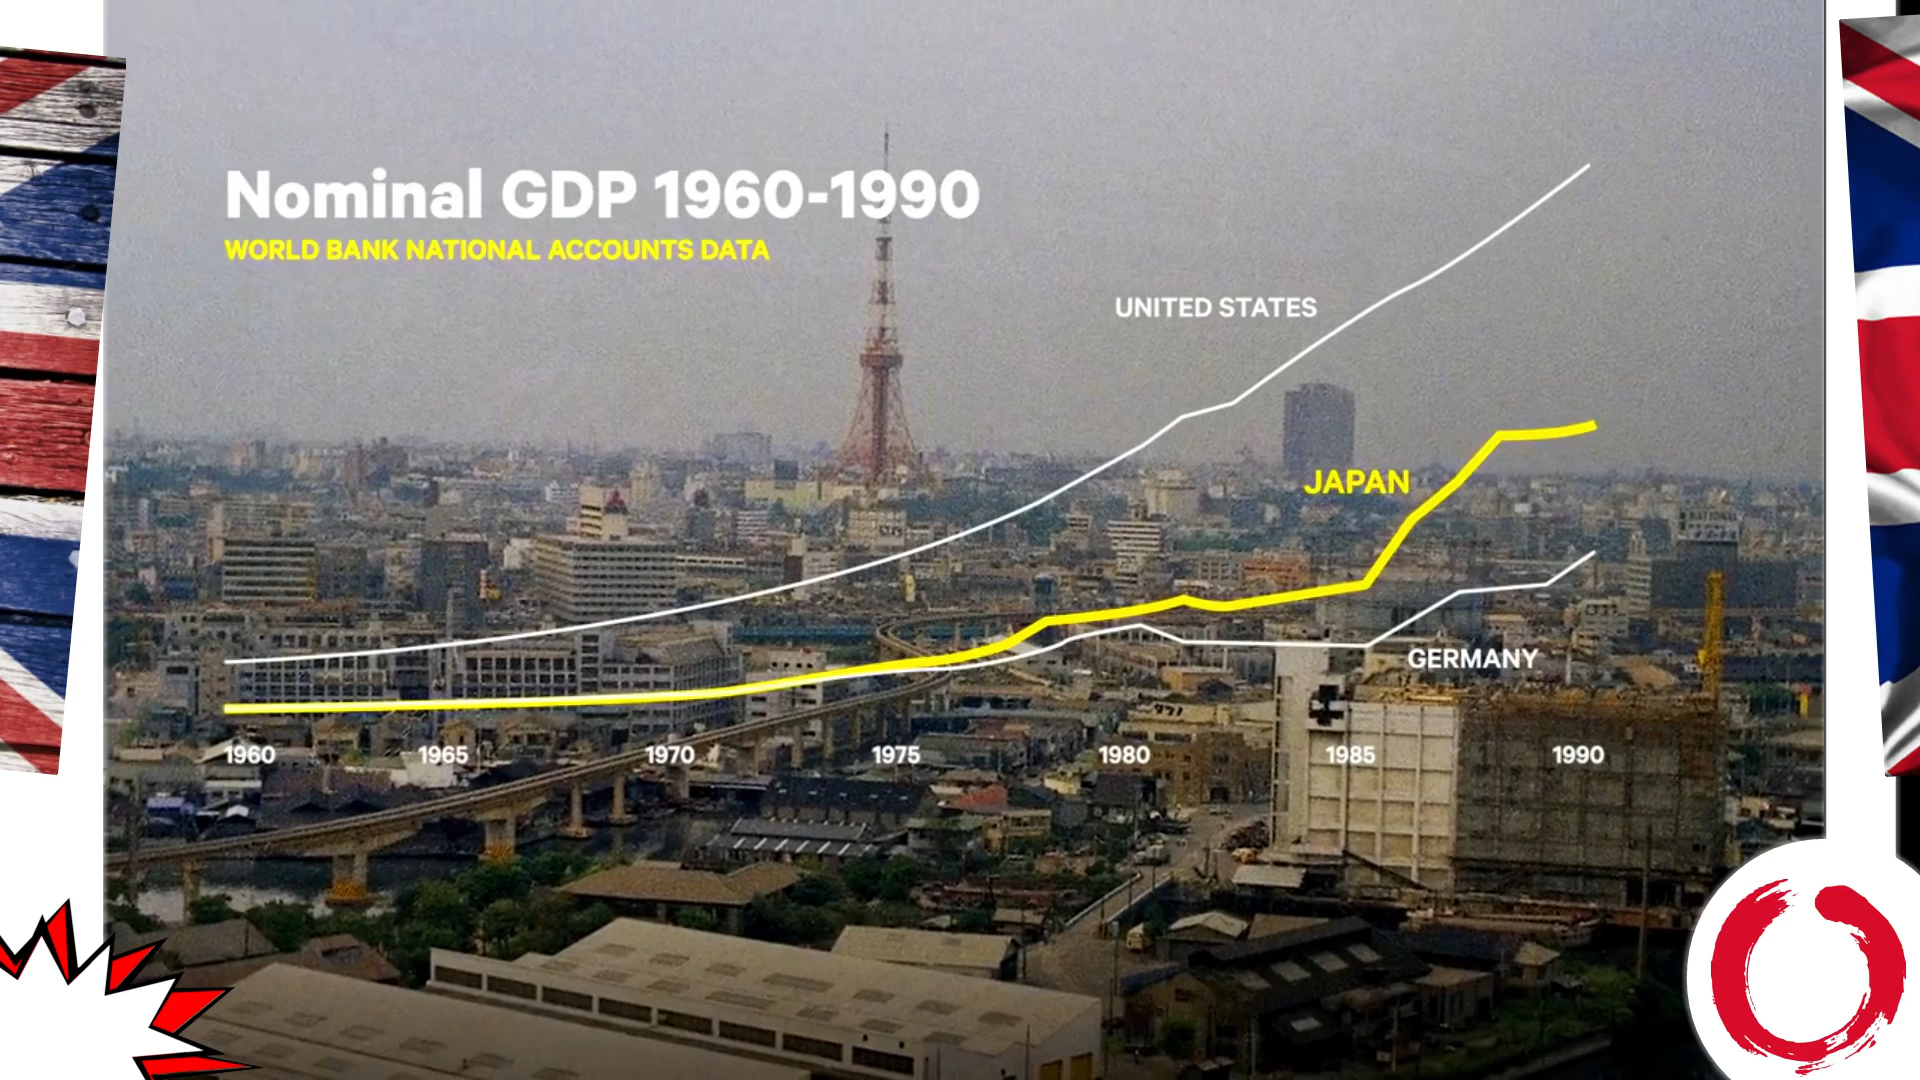 Nominal GDP 1960-1990
WORLD BANK NATIONAL ACCOUNTS DATA
UNITED STATES
JAPAN
GERMANY
1960 1965 1970 1975 1980 1985 1990